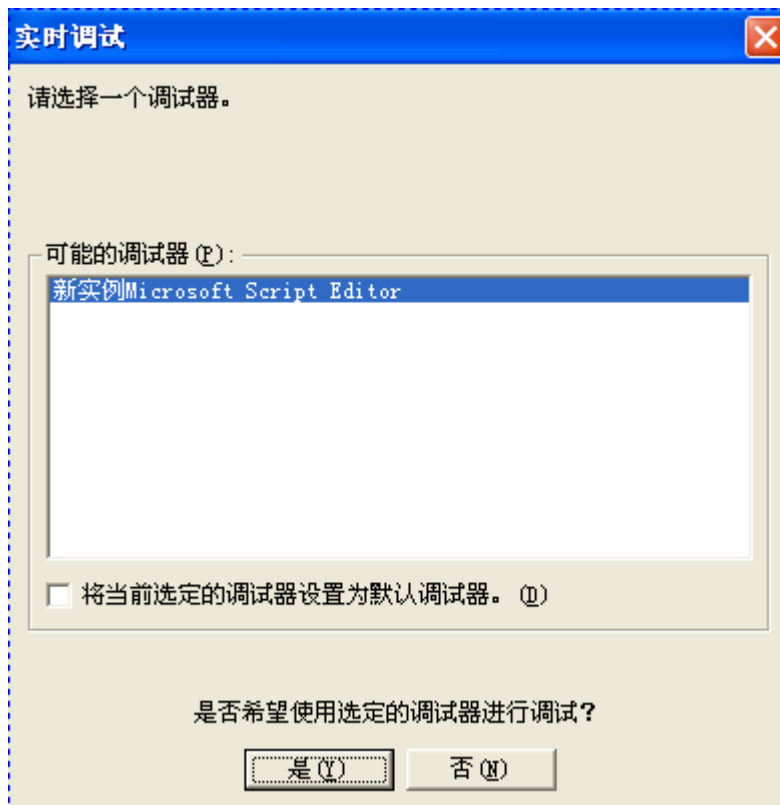 实时调试
请选择一个调试器。
可能的调试器(P):
新实例Microsoft Script Editor
将当前选定的调试器设置为默认调试器。(D)
是否希望使用选定的调试器进行调试?
是(Y) 否(N)